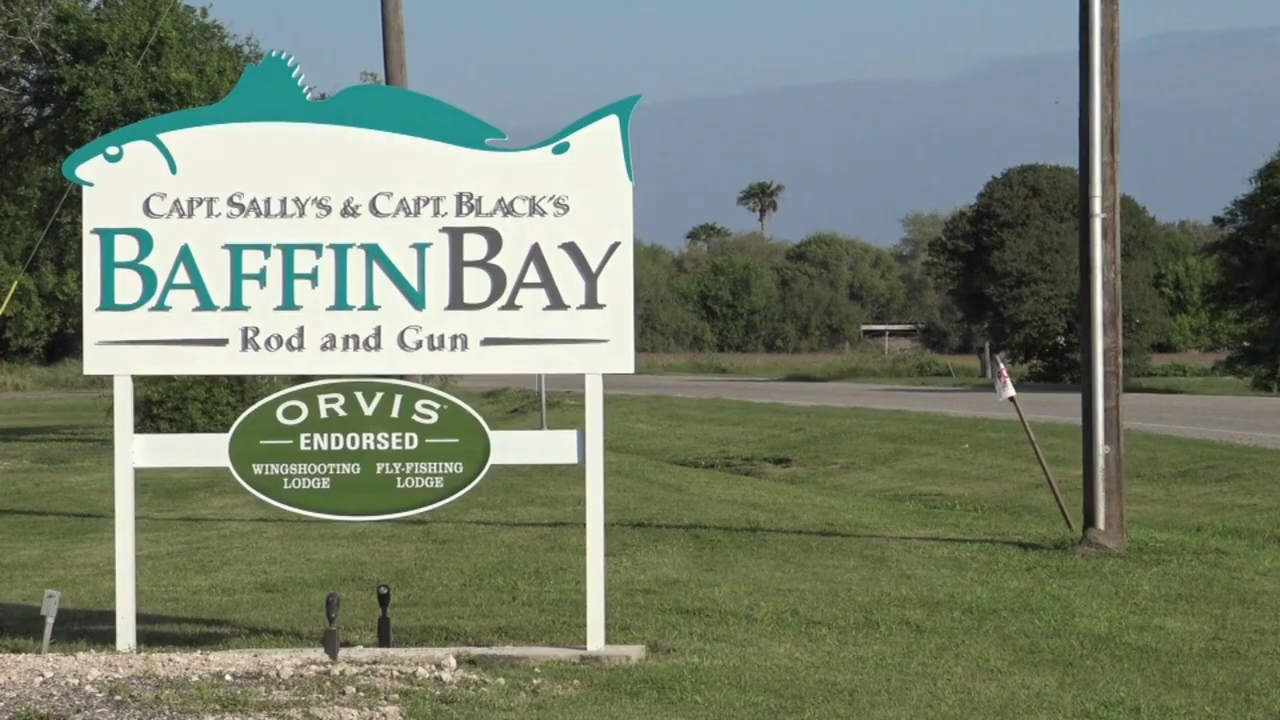 CAPT. SALLY'S & CAPT. BLACK'S
BAFFIN BAY
Rod and Gun
ORVIS
ENDORSED
WINGSHOOTING FLY-FISHING
LODGE LODGE